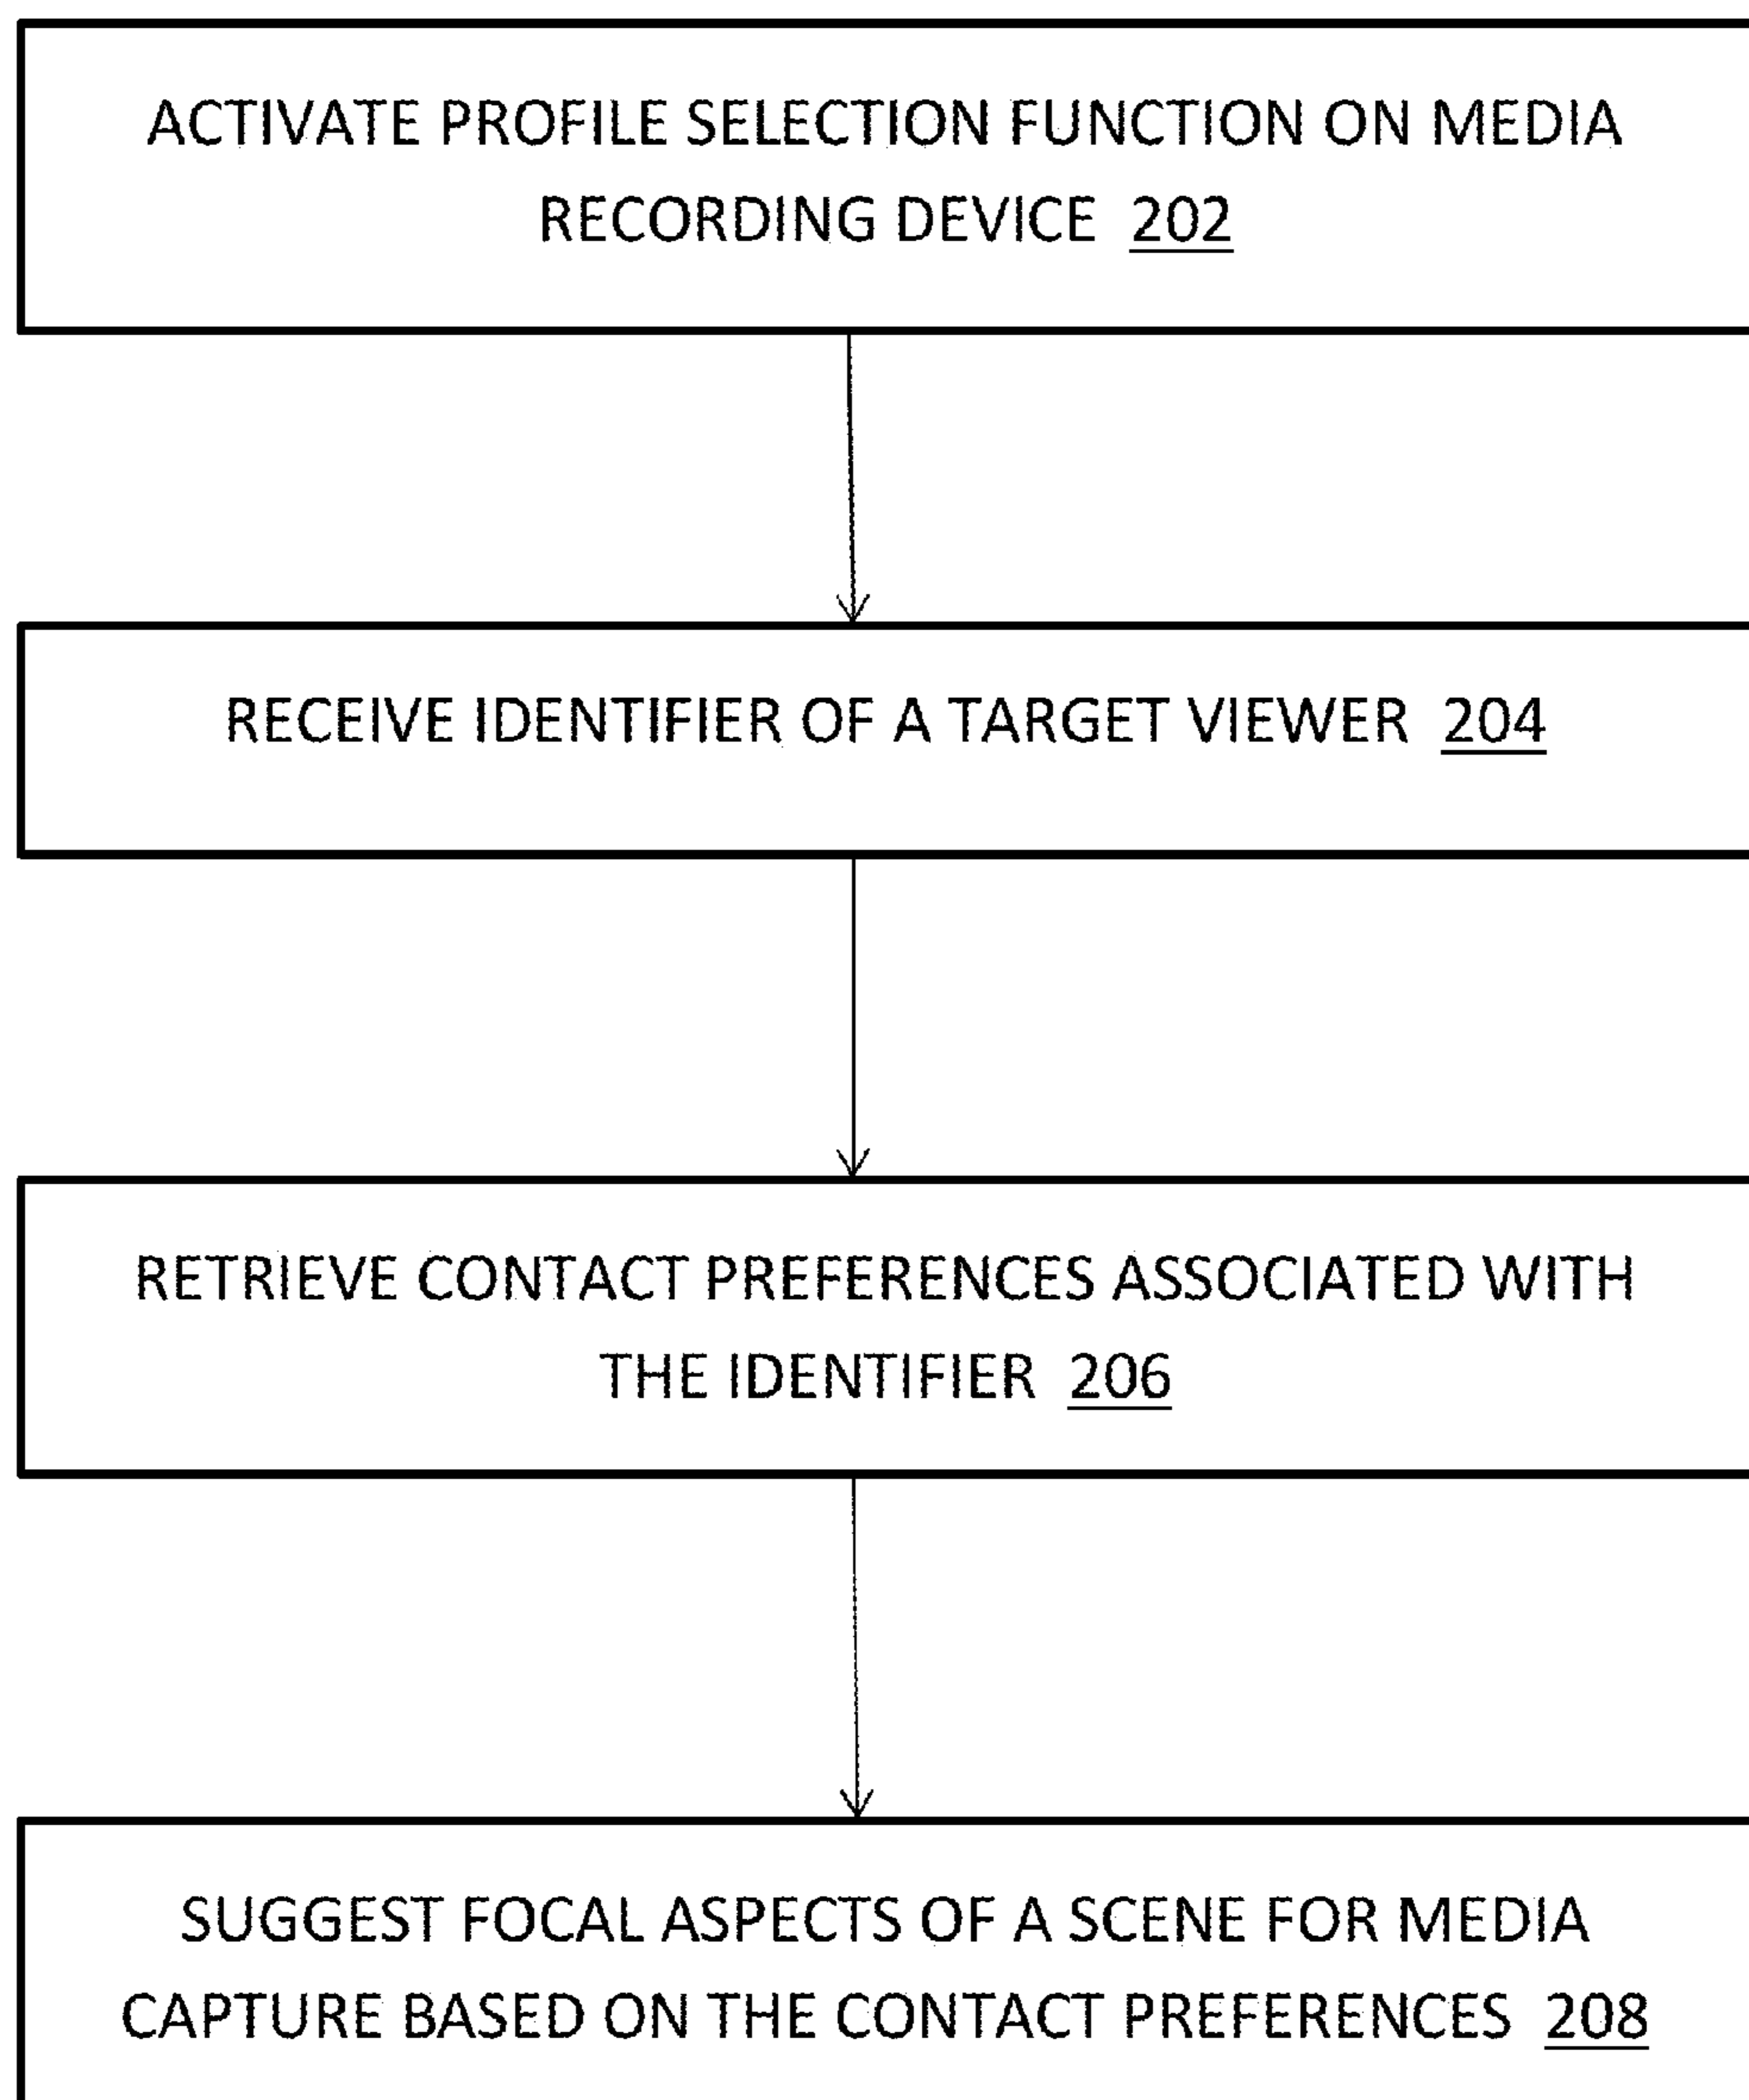 ACTIVATE PROFILE SELECTION FUNCTION ON MEDIA
RECORDING DEVICE 202
RECEIVE IDENTIFIER OF A TARGET VIEWER 204
RETRIEVE CONTACT PREFERENCES ASSOCIATED WITH
THE IDENTIFIER 206
SUGGEST FOCAL ASPECTS OF A SCENE FOR MEDIA
CAPTURE BASED ON THE CONTACT PREFERENCES 208